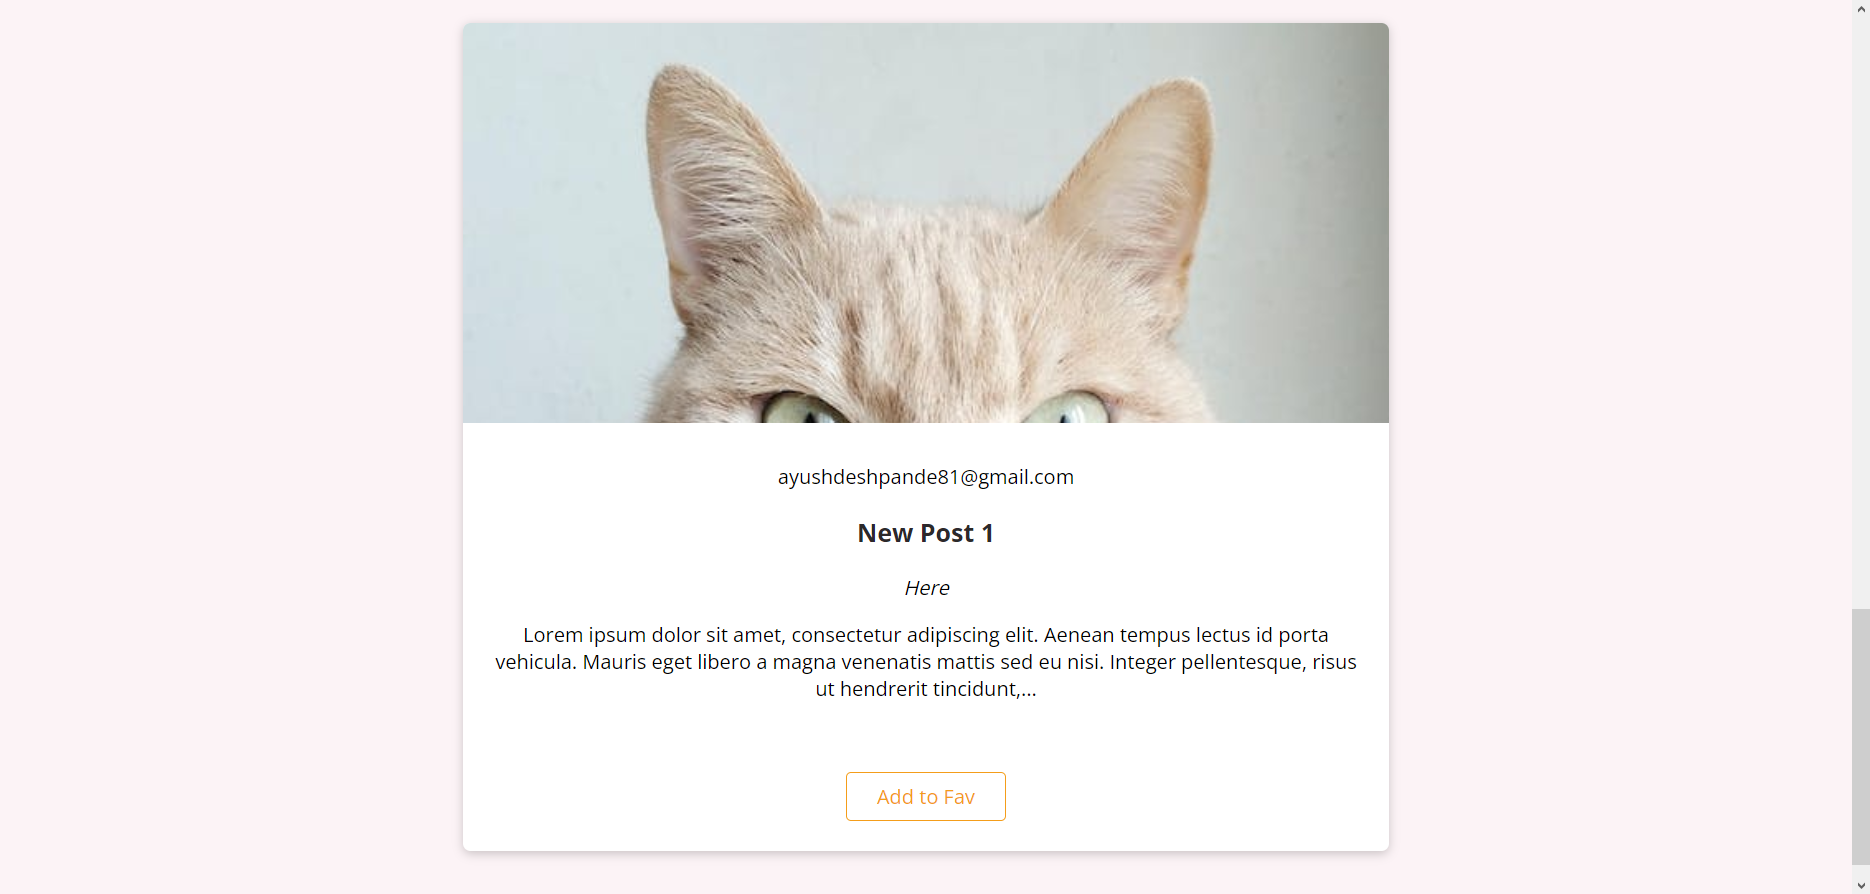 ayushdeshpande81@gmail.com
New Post 1
Here
Lorem ipsum dolor sit amet, consectetur adipiscing elit. Aenean tempus lectus id porta
vehicula. Mauris eget libero a magna venenatis mattis sed eu nisi. Integer pellentesque, risus
ut hendrerit tincidunt,...
Add to Fav